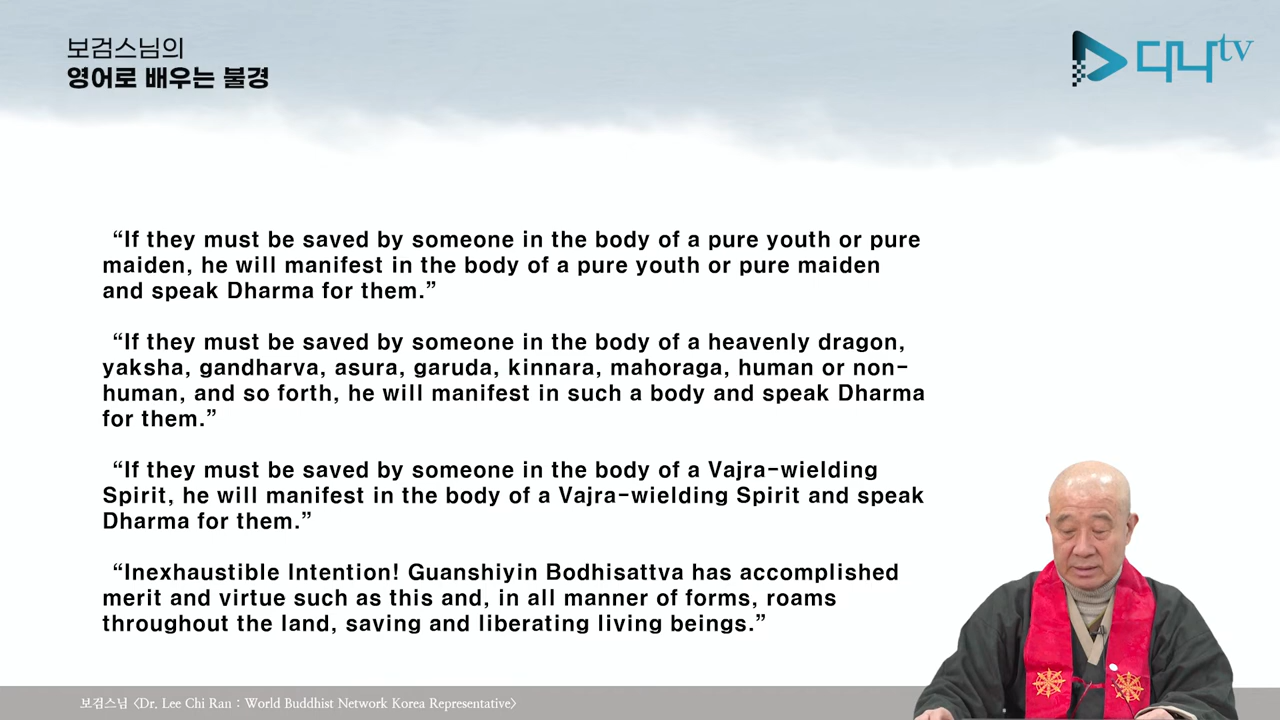 보검스님의
영어로 배우는 불경
다나tv
“If they must be saved by someone in the body of a pure youth or pure
maiden, he will manifest in the body of a pure youth or pure maiden
and speak Dharma for them.”
“If they must be saved by someone in the body of a heavenly dragon,
yaksha, gandharva, asura, garuda, kinnara, mahoraga, human or non-
human, and so forth, he will manifest in such a body and speak Dharma
for them.”
“If they must be saved by someone in the body of a Vajra-wielding
Spirit, he will manifest in the body of a Vajra-wielding Spirit and speak
Dharma for them.”
“Inexhaustible Intention! Guanshiyin Bodhisattva has accomplished
merit and virtue such as this and, in all manner of forms, roams
throughout the land, saving and liberating living beings.”
보검스님 <Dr. Lee Chi Ran : World Buddhist Network Korea Representative>